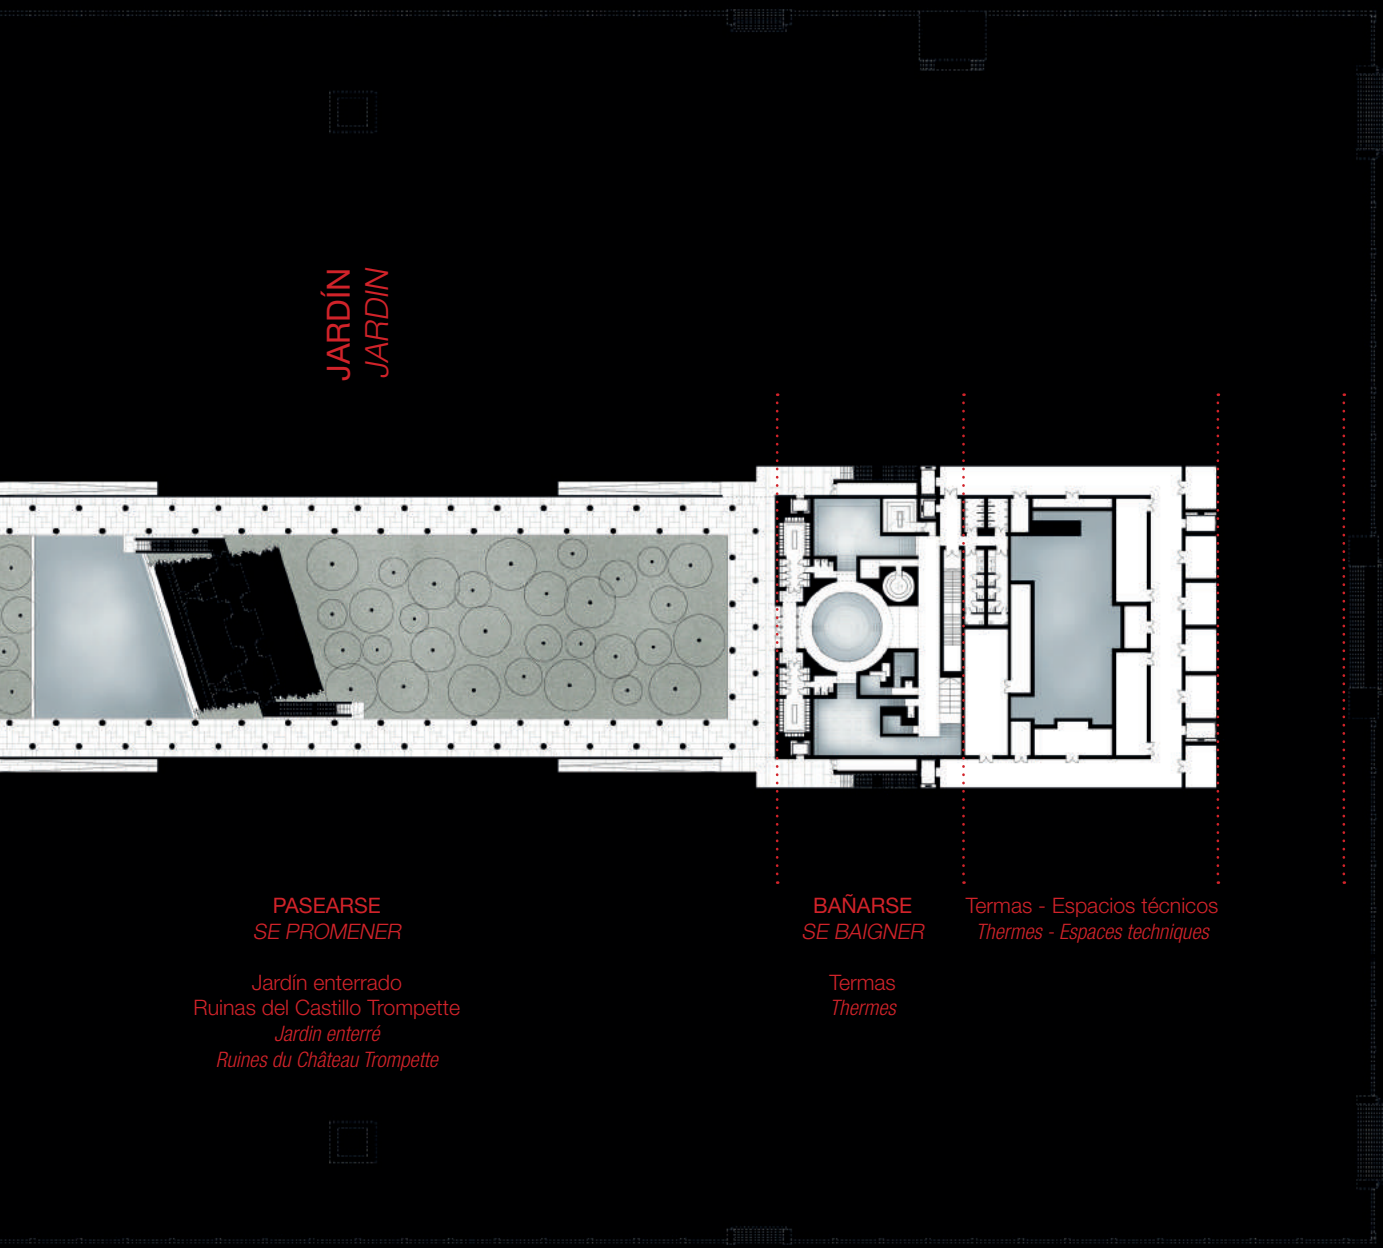 JARDÍN
JARDIN
PASEARSE
SE PROMENER
Jardín enterrado
Ruinas del Castillo Trompette
Jardin enterré
Ruines du Château Trompette
BAÑARSE
SE BAIGNER
Termas
Thermes
Termas - Espacios técnicos
Thermes - Espaces techniques